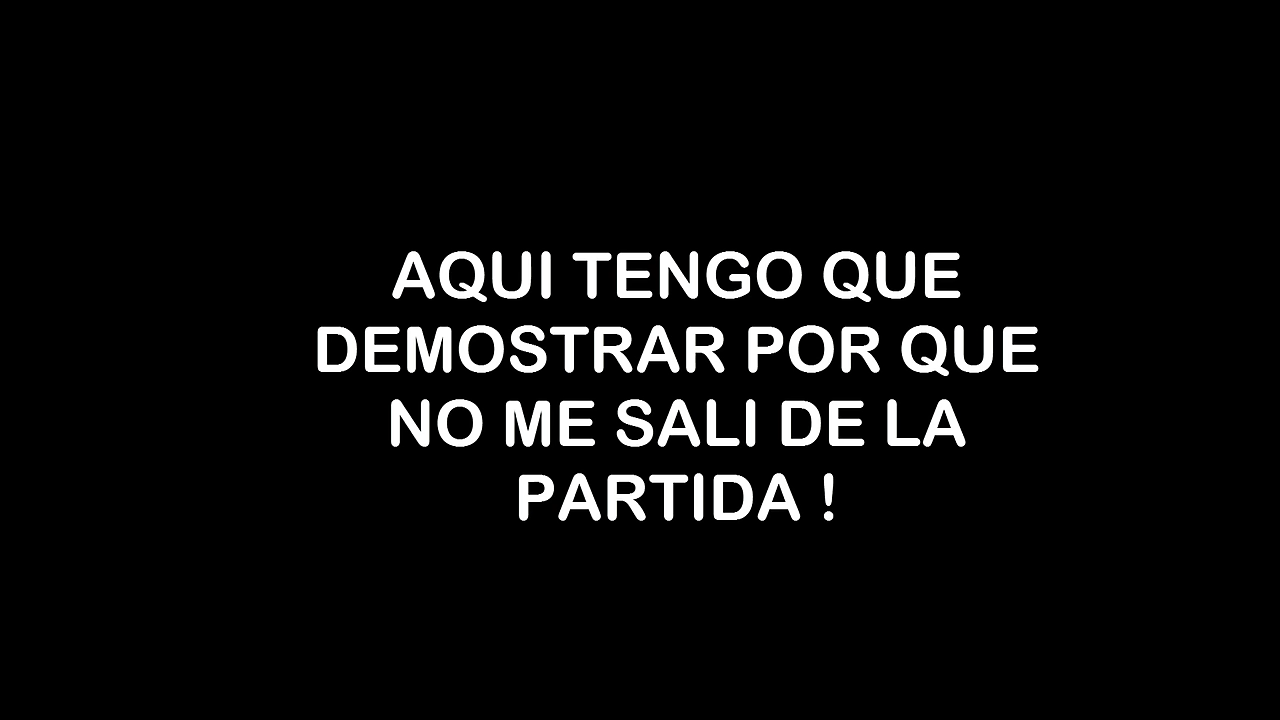 AQUI TENGO QUE
DEMOSTRAR POR QUE
NO ME SALI DE LA
PARTIDA !